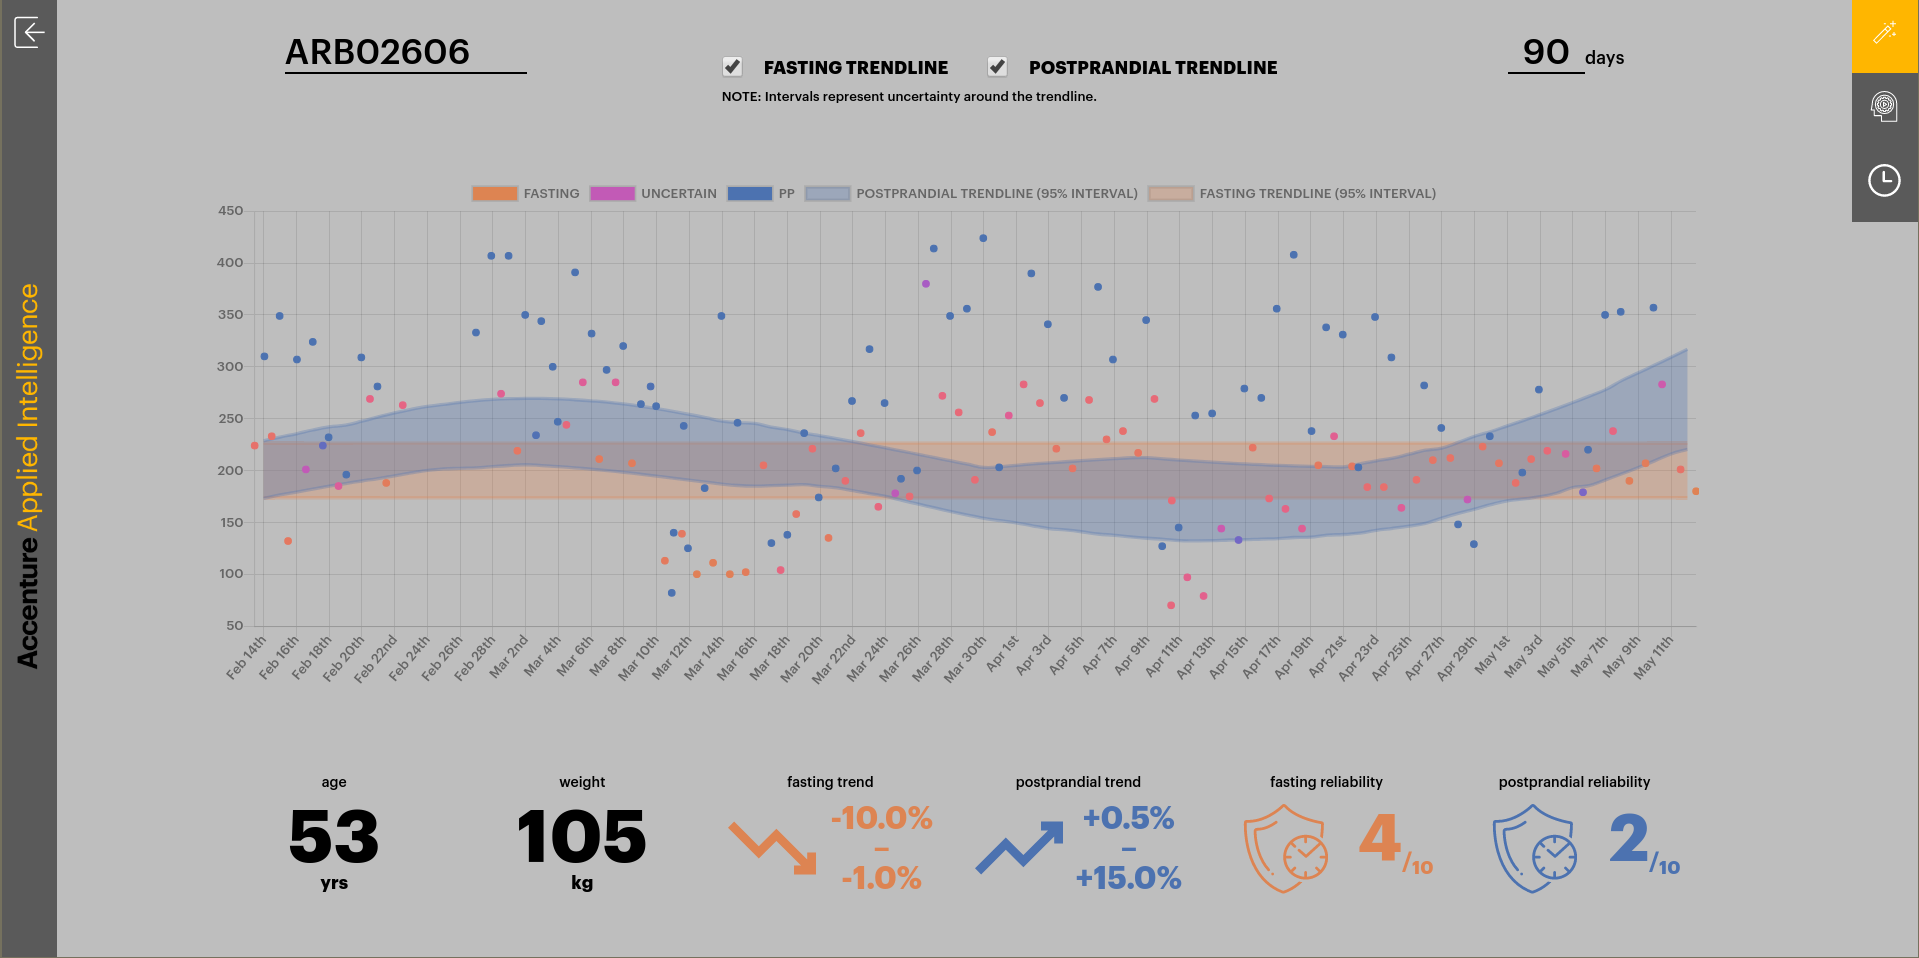 ARB02606
FASTING TRENDLINE POSTPRANDIAL TRENDLINE
NOTE: Intervals represent uncertainty around the trendline.
90 days
Accenture Applied Intelligence
FASTING UNCERTAIN PP POSTPRANDIAL TRENDLINE (95% INTERVAL) FASTING TRENDLINE (95% INTERVAL)
450
400
350
300
250
200
150
100
50
Feb 14th Feb 16th Feb 18th Feb 20th Feb 22nd Feb 24th Feb 26th Feb 28th Mar 2nd Mar 4th Mar 6th Mar 8th Mar 10th Mar 12th Mar 14th Mar 16th Mar 18th Mar 20th Mar 22nd Mar 24th Mar 26th Mar 28th Mar 30th Apr 1st Apr 3rd Apr 5th Apr 7th Apr 9th Apr 11th Apr 13th Apr 15th Apr 17th Apr 19th Apr 21st Apr 23rd Apr 25th Apr 27th Apr 29th May 1st May 3rd May 5th May 7th May 9th May 11th
age
53
yrs
weight
105
kg
fasting trend
-10.0%
–
-1.0%
postprandial trend
+0.5%
–
+15.0%
fasting reliability
4/10
postprandial reliability
2/10